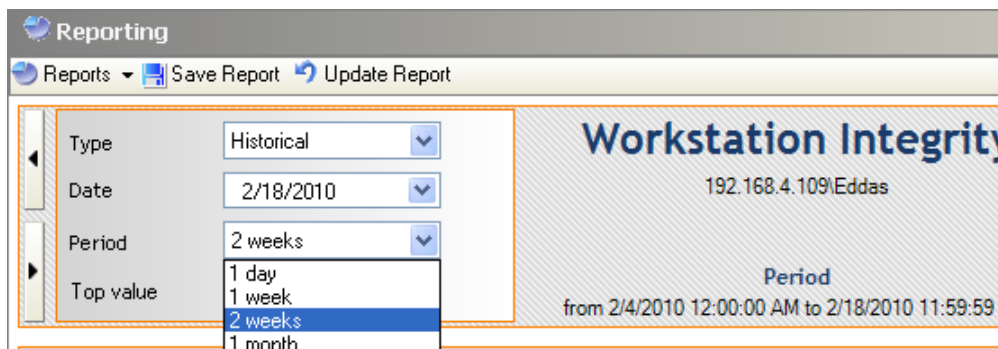 Reporting
Reports Save Report Update Report
Type Historical
Date 2/18/2010
Period 2 weeks
Top value
1 day
1 week
2 weeks
1 month
Workstation Integrity
192.168.4.109\Eddas
Period
from 2/4/2010 12:00:00 AM to 2/18/2010 11:59:59